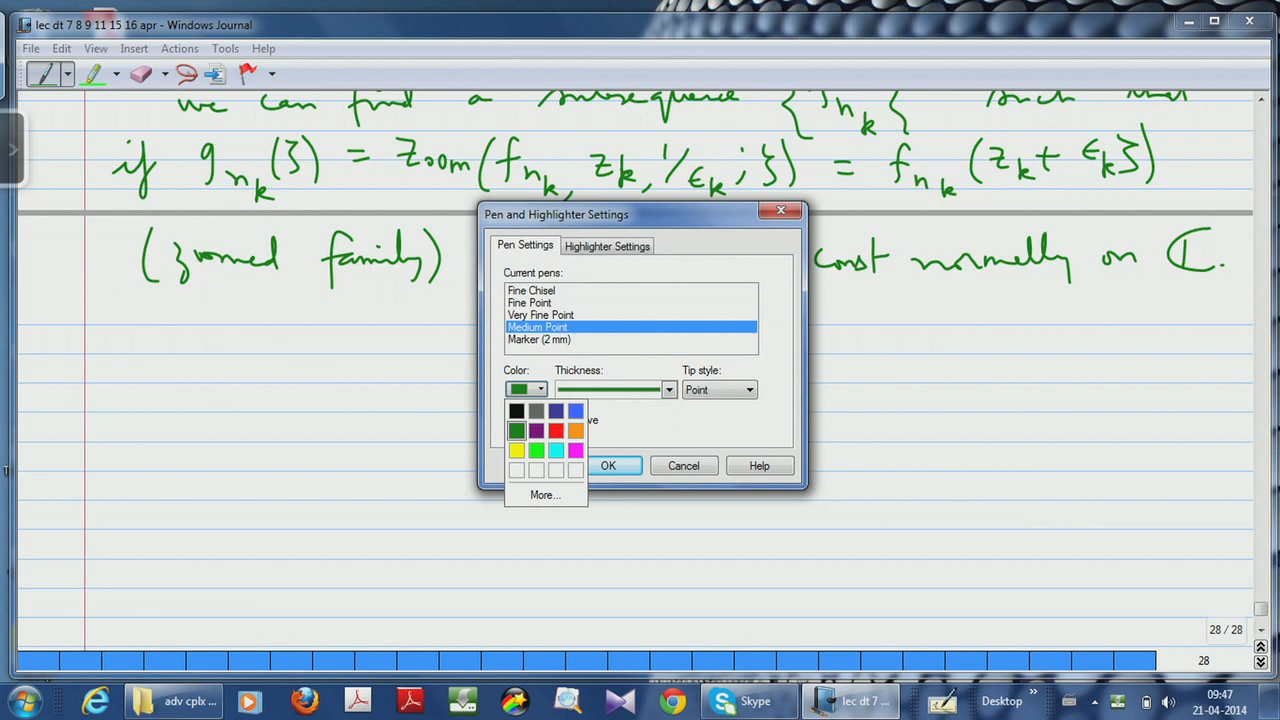 lec dt 7 8 9 11 15 16 apr - Windows Journal
File Edit View Insert Actions Tools Help
we can find a subsequence { n_k } such that
if g_{n_k}(ζ) = Zoom(f_{n_k}, z_k, 1/ϵ_k ; ζ) = f_{n_k}(z_k + ϵ_k ζ)
(zoomed family) const normally on ℂ.
Pen and Highlighter Settings
Pen Settings Highlighter Settings
Current pens:
Fine Chisel
Fine Point
Very Fine Point
Medium Point
Marker (2 mm)
Color: Thickness: Tip style:
Point
ve
OK Cancel Help
More...
28 / 28
28
adv cplx ... Skype lec dt 7 ... Desktop »
09:47
21-04-2014